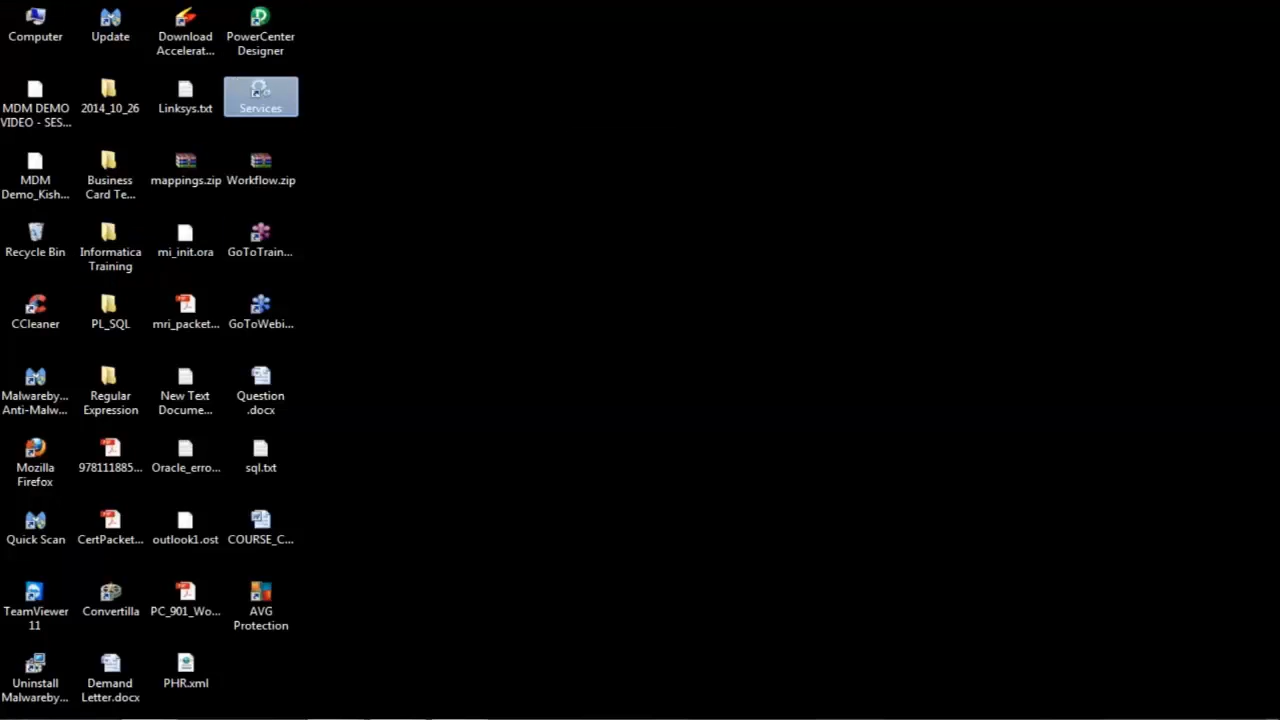 Computer
Update
Download
Accelerat...
PowerCenter
Designer
MDM DEMO
VIDEO - SES...
2014_10_26
Linksys.txt
Services
MDM
Demo_Kish...
Business
Card Te...
mappings.zip
Workflow.zip
Recycle Bin
Informatica
Training
mi_init.ora
GoToTrain...
CCleaner
PL_SQL
mri_packet...
GoToWebi...
Malwareby...
Anti-Malw...
Regular
Expression
New Text
Docume...
Question
.docx
Mozilla
Firefox
978111885...
Oracle_erro...
sql.txt
Quick Scan
CertPacket...
outlook1.ost
COURSE_C...
TeamViewer
11
Convertilla
PC_901_Wo...
AVG
Protection
Uninstall
Malwareby...
Demand
Letter.docx
PHR.xml